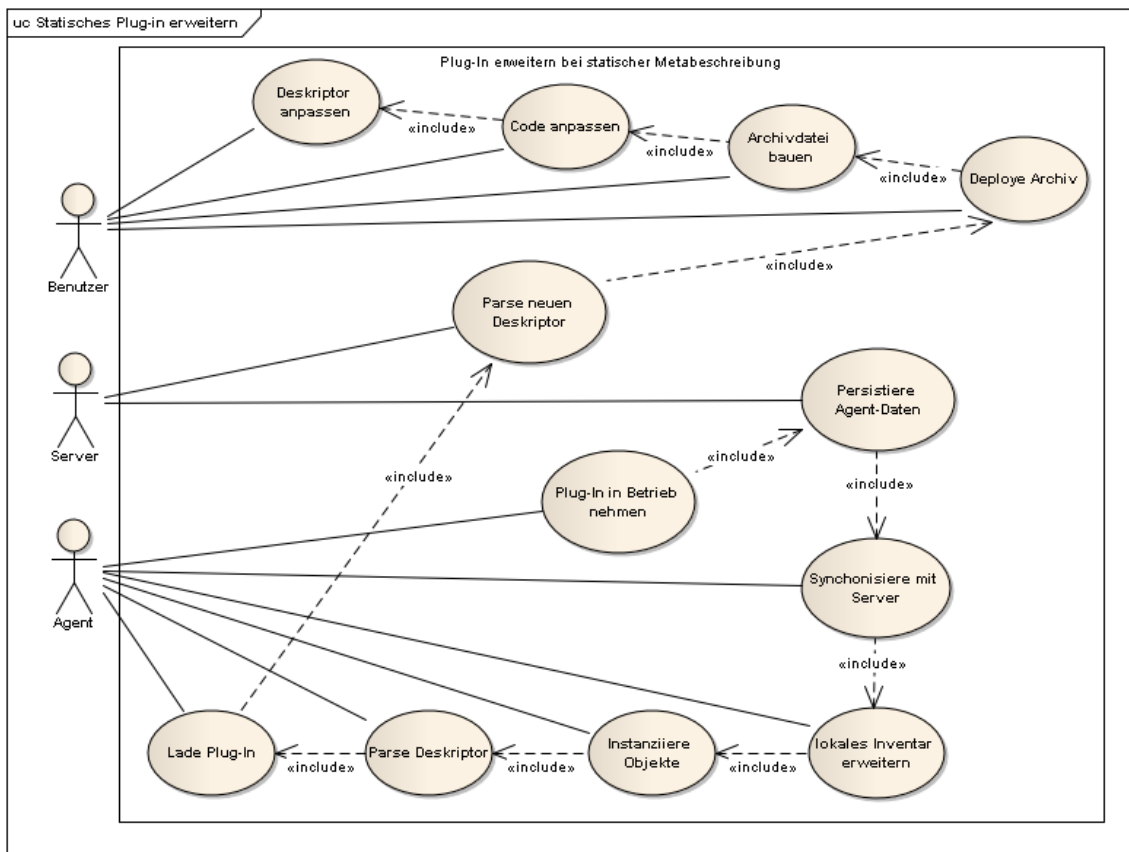 uc Statisches Plug-in erweitern
Plug-In erweitern bei statischer Metabeschreibung
Deskriptor
anpassen
«include»
Code anpassen
«include»
Archivdatei
bauen
«include»
Deploye Archiv
Benutzer
«include»
Parse neuen
Deskriptor
Server
Persistiere
Agent-Daten
«include»
«include»
Plug-In in Betrieb
nehmen
«include»
Agent
Synchonisiere mit
Server
«include»
Lade Plug-In
«include»
Parse Deskriptor
«include»
Instanziiere
Objekte
«include»
lokales Inventar
erweitern